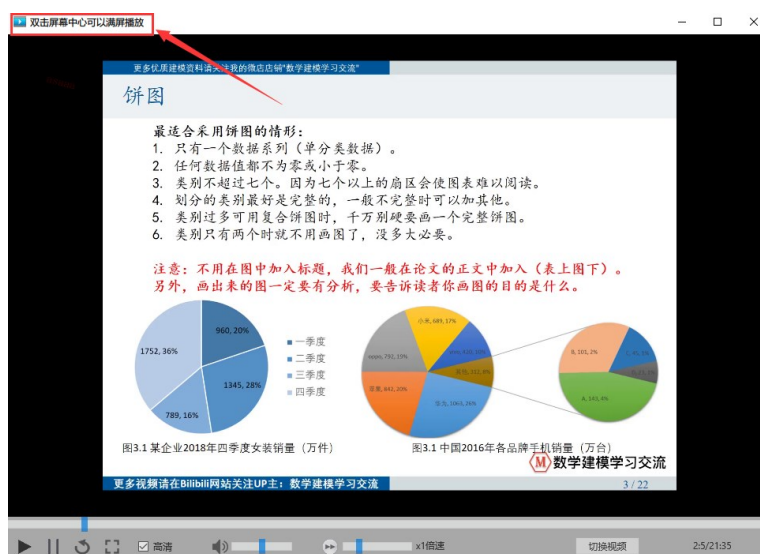 双击屏幕中心可以满屏播放
更多优质建模资料请关注我的微店店铺"数学建模学习交流"
饼图
最适合采用饼图的情形：
1. 只有一个数据系列（单分类数据）。
2. 任何数据值都不为零或小于零。
3. 类别不超过七个。因为七个以上的扇区会使图表难以阅读。
4. 划分的类别最好是完整的，一般不完整时可以加其他。
5. 类别过多可用复合饼图时，千万别硬要画一个完整饼图。
6. 类别只有两个时就不用画图了，没多大必要。
注意：不用在图中加入标题，我们一般在论文的正文中加入（表上图下）。
另外，画出来的图一定要有分析，要告诉读者你画图的目的是什么。
960, 20%
1345, 28%
789, 16%
1752, 36%
一季度
二季度
三季度
四季度
小米, 689, 17%
oppo, 792, 19%
其他, 312, 8%
B, 101, 2%
A, 145, 4%
图3.1 某企业2018年四季度女装销量（万件）
图3.1 中国2016年各品牌手机销量（万台）
M 数学建模学习交流
更多视频请在Bilibili网站关注UP主：数学建模学习交流
3 / 22
高清
x1倍速
切换视频
2:5/21:35